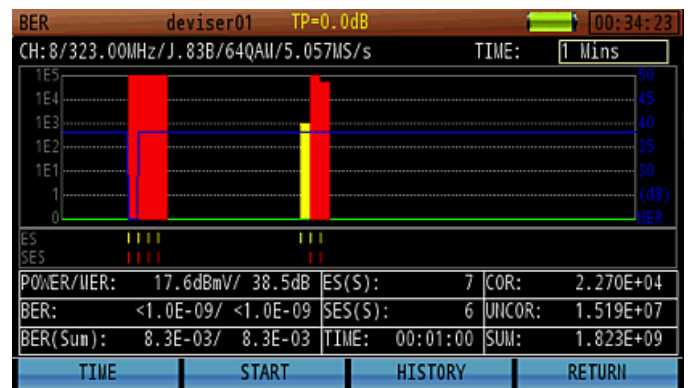 BER deviser01 TP=0.0dB 00:34:23
CH:8/323.00MHz/J.83B/64QAM/5.057MS/s TIME: 1 Mins
1E5 50
1E4 45
1E3 40
1E2 35
1E1 30
1 (dB)
0 MER
ES
SES
POWER/MER: 17.6dBmV/ 38.5dB ES(S): 7 COR: 2.270E+04
BER: <1.0E-09/ <1.0E-09 SES(S): 6 UNCOR: 1.519E+07
BER(Sum): 8.3E-03/ 8.3E-03 TIME: 00:01:00 SUM: 1.823E+09
TIME START HISTORY RETURN